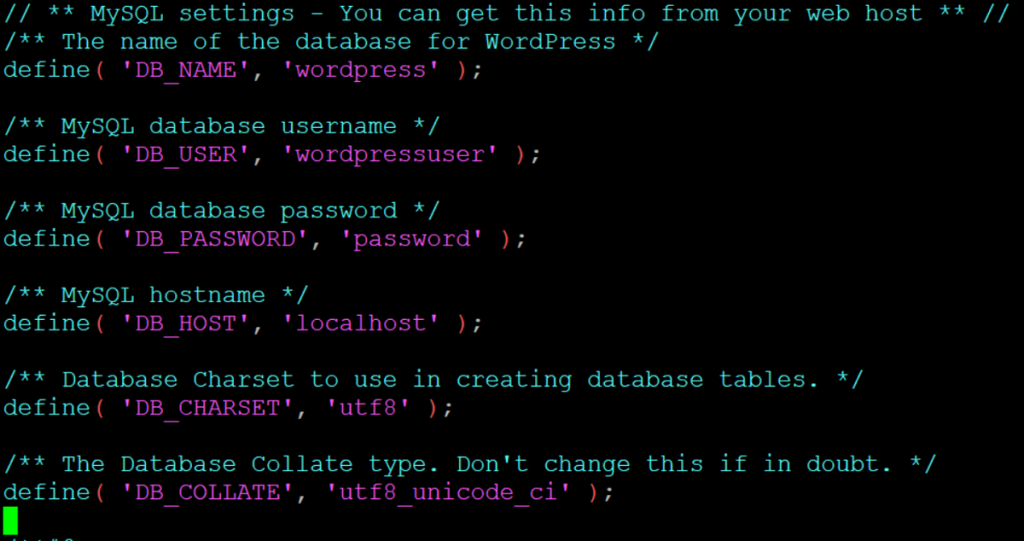 // ** MySQL settings - You can get this info from your web host ** //
/** The name of the database for WordPress */
define( 'DB_NAME', 'wordpress' );
/** MySQL database username */
define( 'DB_USER', 'wordpressuser' );
/** MySQL database password */
define( 'DB_PASSWORD', 'password' );
/** MySQL hostname */
define( 'DB_HOST', 'localhost' );
/** Database Charset to use in creating database tables. */
define( 'DB_CHARSET', 'utf8' );
/** The Database Collate type. Don't change this if in doubt. */
define( 'DB_COLLATE', 'utf8_unicode_ci' );